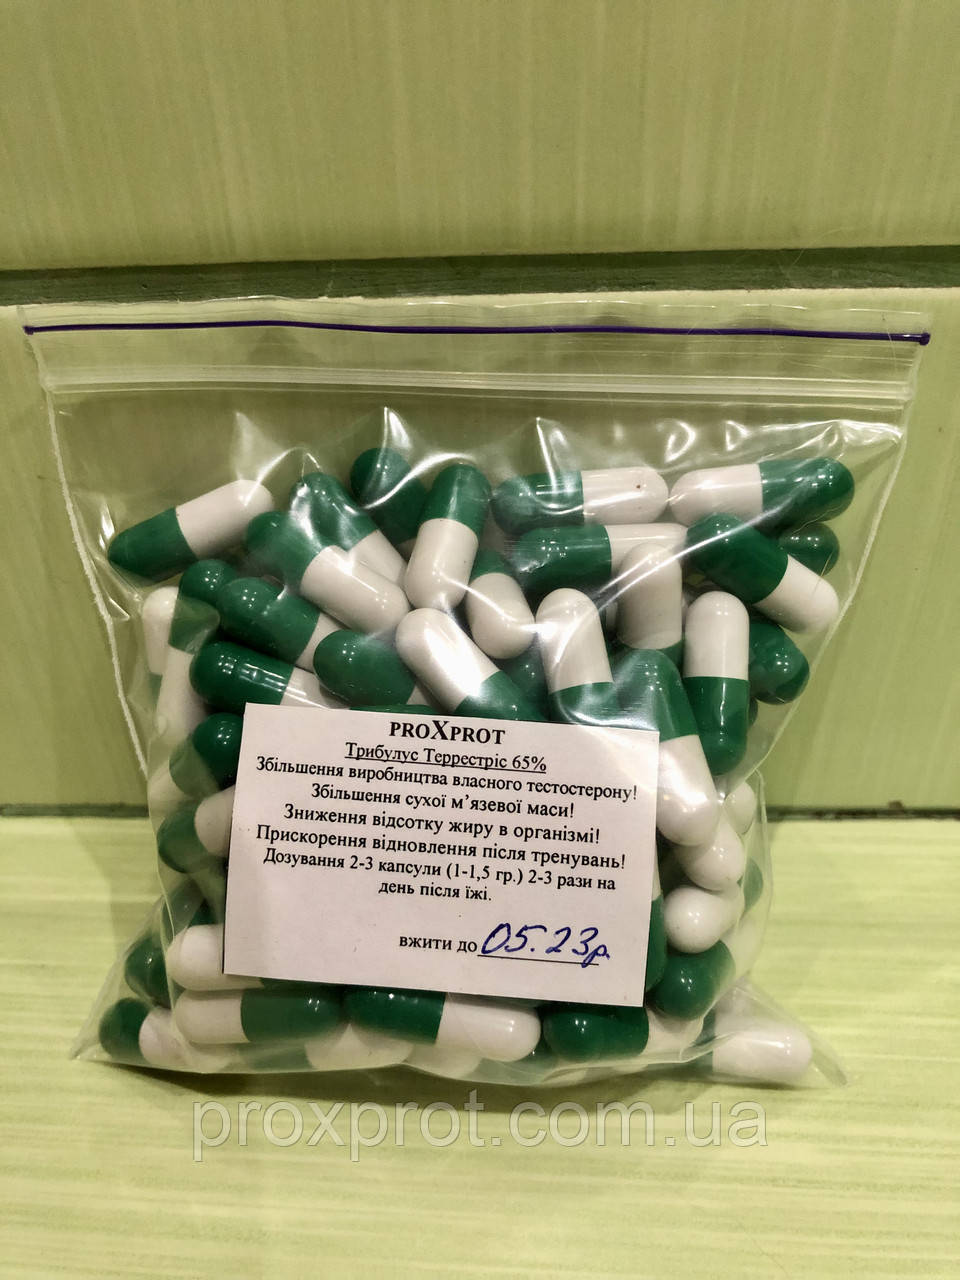 PROXPROT
Трибулус Террестріс 65%
Збільшення виробництва власного тестостерону!
Збільшення сухої м’язевої маси!
Зниження відсотку жиру в організмі!
Прискорення відновлення після тренувань!
Дозування 2-3 капсули (1-1,5 гр.) 2-3 рази на
день після їжі.
вжити до 05.23р.
proxprot.com.ua